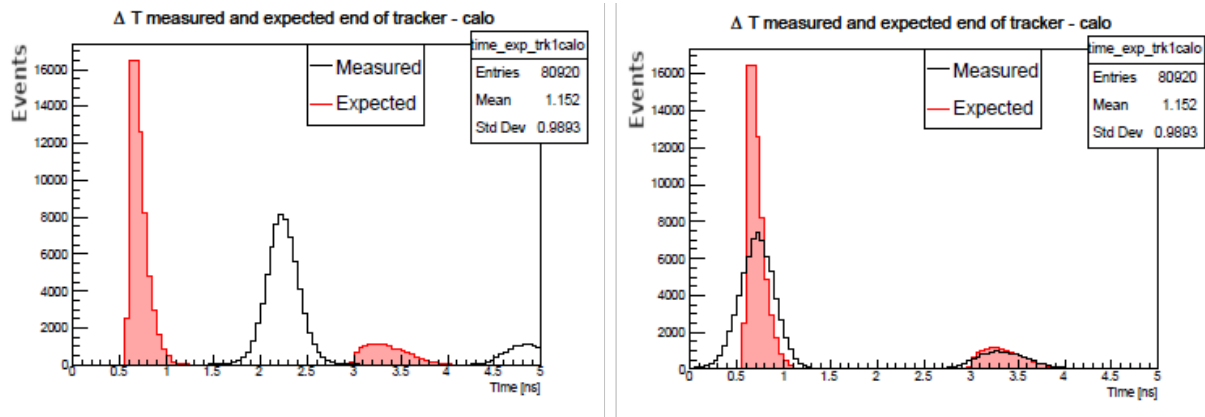 Δ T measured and expected end of tracker - calo
Events
16000
14000
12000
10000
8000
6000
4000
2000
0
0 0.5 1 1.5 2 2.5 3 3.5 4 4.5 5
Time [ns]
Measured
Expected
time_exp_trk1calo
Entries 80920
Mean 1.152
Std Dev 0.9893
Δ T measured and expected end of tracker - calo
Events
16000
14000
12000
10000
8000
6000
4000
2000
0
0 0.5 1 1.5 2 2.5 3 3.5 4 4.5 5
Time [ns]
Measured
Expected
time_exp_trk1calo
Entries 80920
Mean 1.152
Std Dev 0.9893